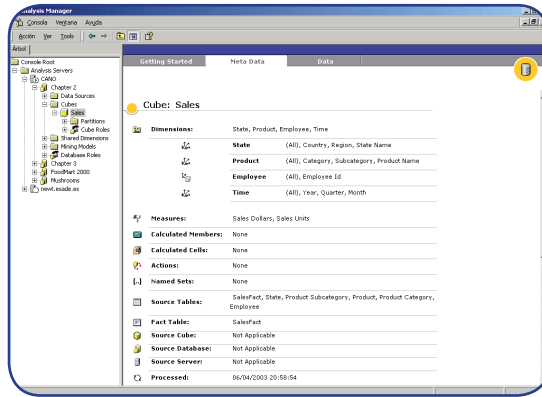 Analysis Manager
Consola Ventana Ayuda
Acción Ver Tools
Árbol
Console Root
Analysis Servers
CANO
Chapter 2
Data Sources
Cubes
Sales
Partitions
Cube Roles
Shared Dimensions
Mining Models
Database Roles
Chapter 3
FoodMart 2000
Mushrooms
newt.esade.es
Getting Started Meta Data Data
Cube: Sales
Dimensions: State, Product, Employee, Time
State (All), Country, Region, State Name
Product (All), Category, Subcategory, Product Name
Employee (All), Employee Id
Time (All), Year, Quarter, Month
Measures: Sales Dollars, Sales Units
Calculated Members: None
Calculated Cells: None
Actions: None
{..} Named Sets: None
Source Tables: SalesFact, State, Product Subcategory, Product, Product Category,
Employee
Fact Table: SalesFact
Source Cube: Not Applicable
Source Database: Not Applicable
Source Server: Not Applicable
Processed: 06/04/2003 20:58:54